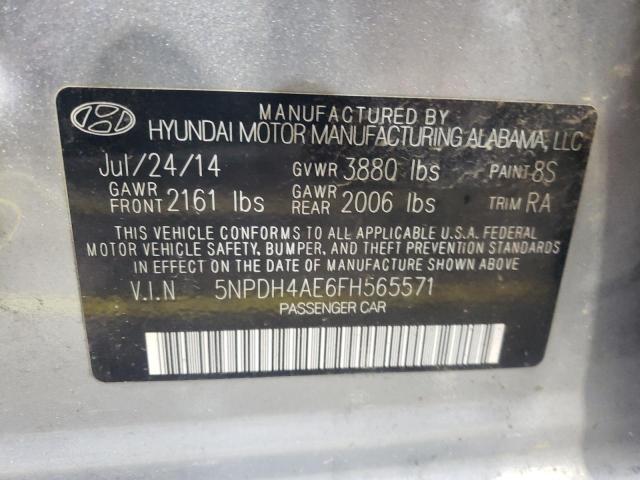 MANUFACTURED BY
HYUNDAI MOTOR MANUFACTURING ALABAMA, LLC
Jul/24/14 GVWR 3880 lbs PAINT 8S
GAWR FRONT 2161 lbs GAWR REAR 2006 lbs TRIM RA
THIS VEHICLE CONFORMS TO ALL APPLICABLE U.S.A. FEDERAL
MOTOR VEHICLE SAFETY, BUMPER, AND THEFT PREVENTION STANDARDS
IN EFFECT ON THE DATE OF MANUFACTURE SHOWN ABOVE.
V.I.N 5NPDH4AE6FH565571
PASSENGER CAR